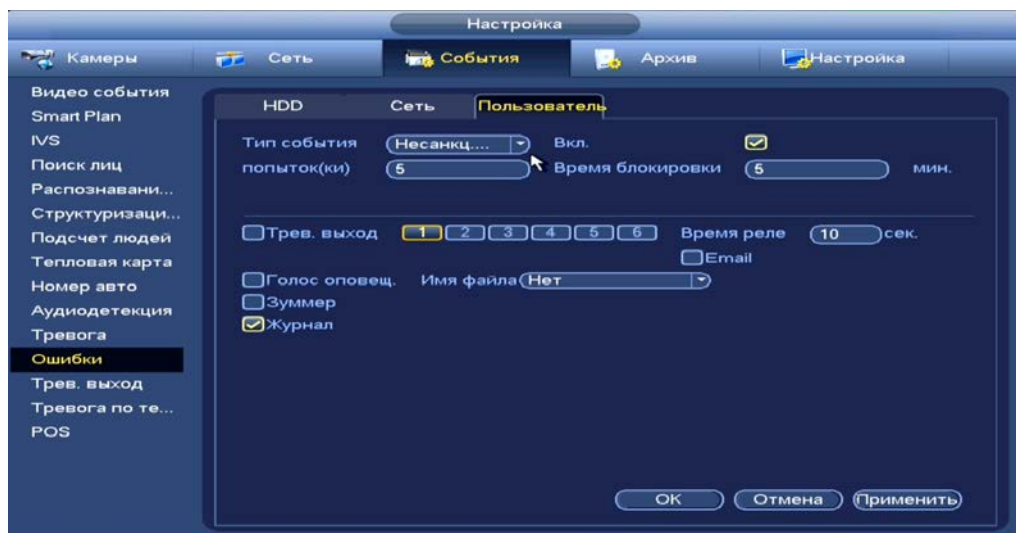 Настройка
Камеры Сеть События Архив Настройка
Видео события
Smart Plan
IVS
Поиск лиц
Распознавани...
Структуризаци...
Подсчет людей
Тепловая карта
Номер авто
Аудиодетекция
Тревога
Ошибки
Трев. выход
Тревога по те...
POS
HDD Сеть Пользователь
Тип события Несанкц.... Вкл.
попыток(ки) 5 Время блокировки 5 мин.
Трев. выход 1 2 3 4 5 6 Время реле 10 сек.
Email
Голос оповещ. Имя файла Нет
Зуммер
Журнал
OK Отмена Применить